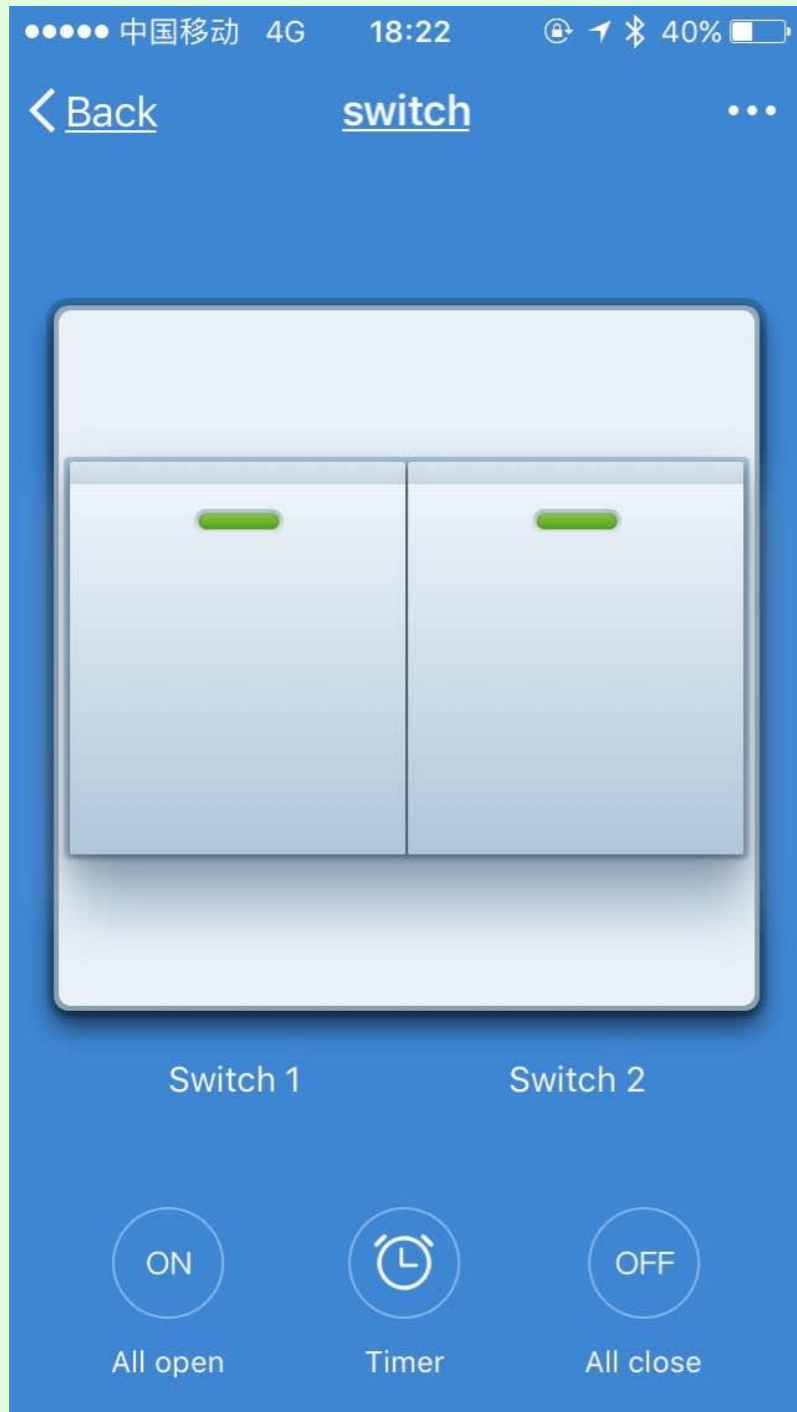 中国移动 4G 18:22 40%
Back switch
Switch 1 Switch 2
ON OFF
All open Timer All close